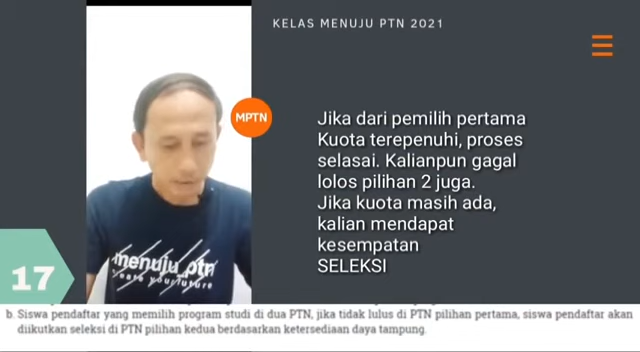 KELAS MENUJU PTN 2021
MPTN
Jika dari pemilih pertama
Kuota terepenuhi, proses
selasai. Kalianpun gagal
lolos pilihan 2 juga.
Jika kuota masih ada,
kalian mendapat
kesempatan
SELEKSI
menuju ptn
create your future
17
b. Siswa pendaftar yang memilih program studi di dua PTN, jika tidak lulus di PTN pilihan pertama, siswa pendaftar akan
diikutkan seleksi di PTN pilihan kedua berdasarkan ketersediaan daya tampung.